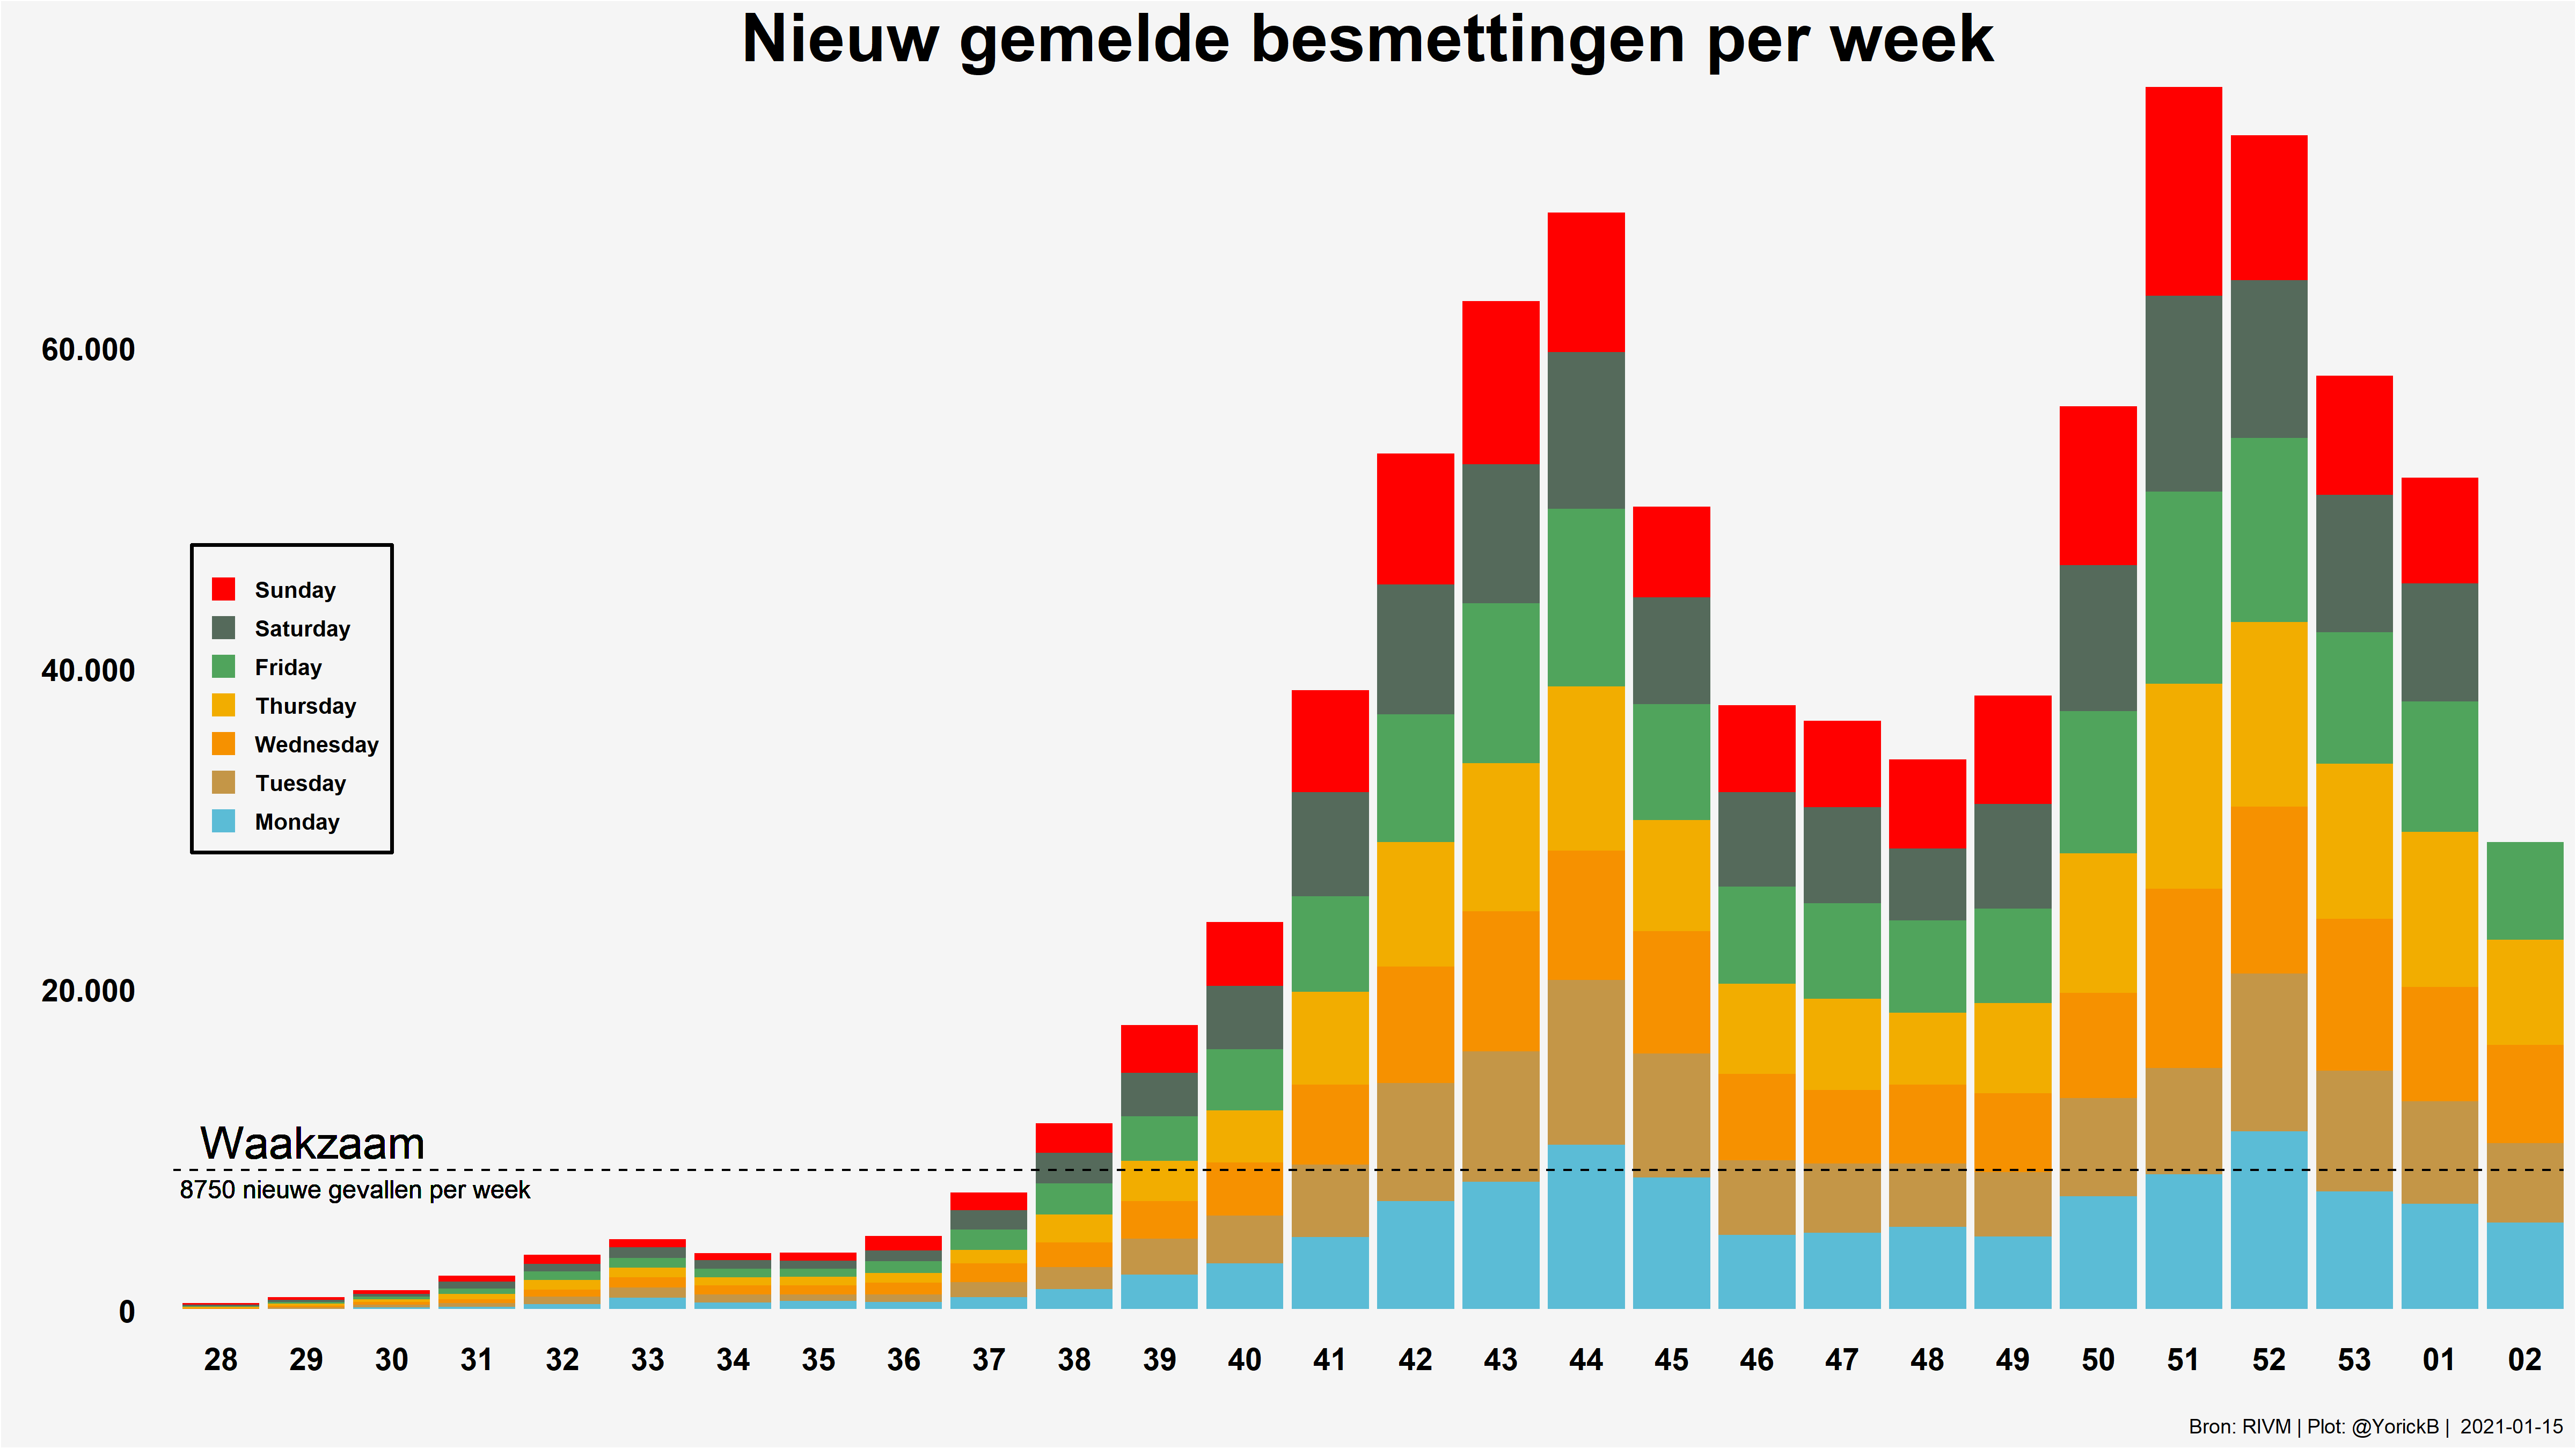 Nieuw gemelde besmettingen per week
60.000
40.000
20.000
0
Sunday
Saturday
Friday
Thursday
Wednesday
Tuesday
Monday
Waakzaam
8750 nieuwe gevallen per week
28 29 30 31 32 33 34 35 36 37 38 39 40 41 42 43 44 45 46 47 48 49 50 51 52 53 01 02
Bron: RIVM | Plot: @YorickB | 2021-01-15